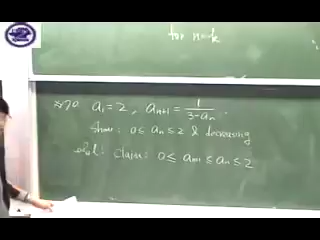 for
a₁ = 2 , aₙ₊₁ = 1/(3-aₙ) .
Show : 0 ≤ aₙ ≤ 2 & decreasing
claim : 0 ≤ aₙ₊₁ ≤ aₙ ≤ 2